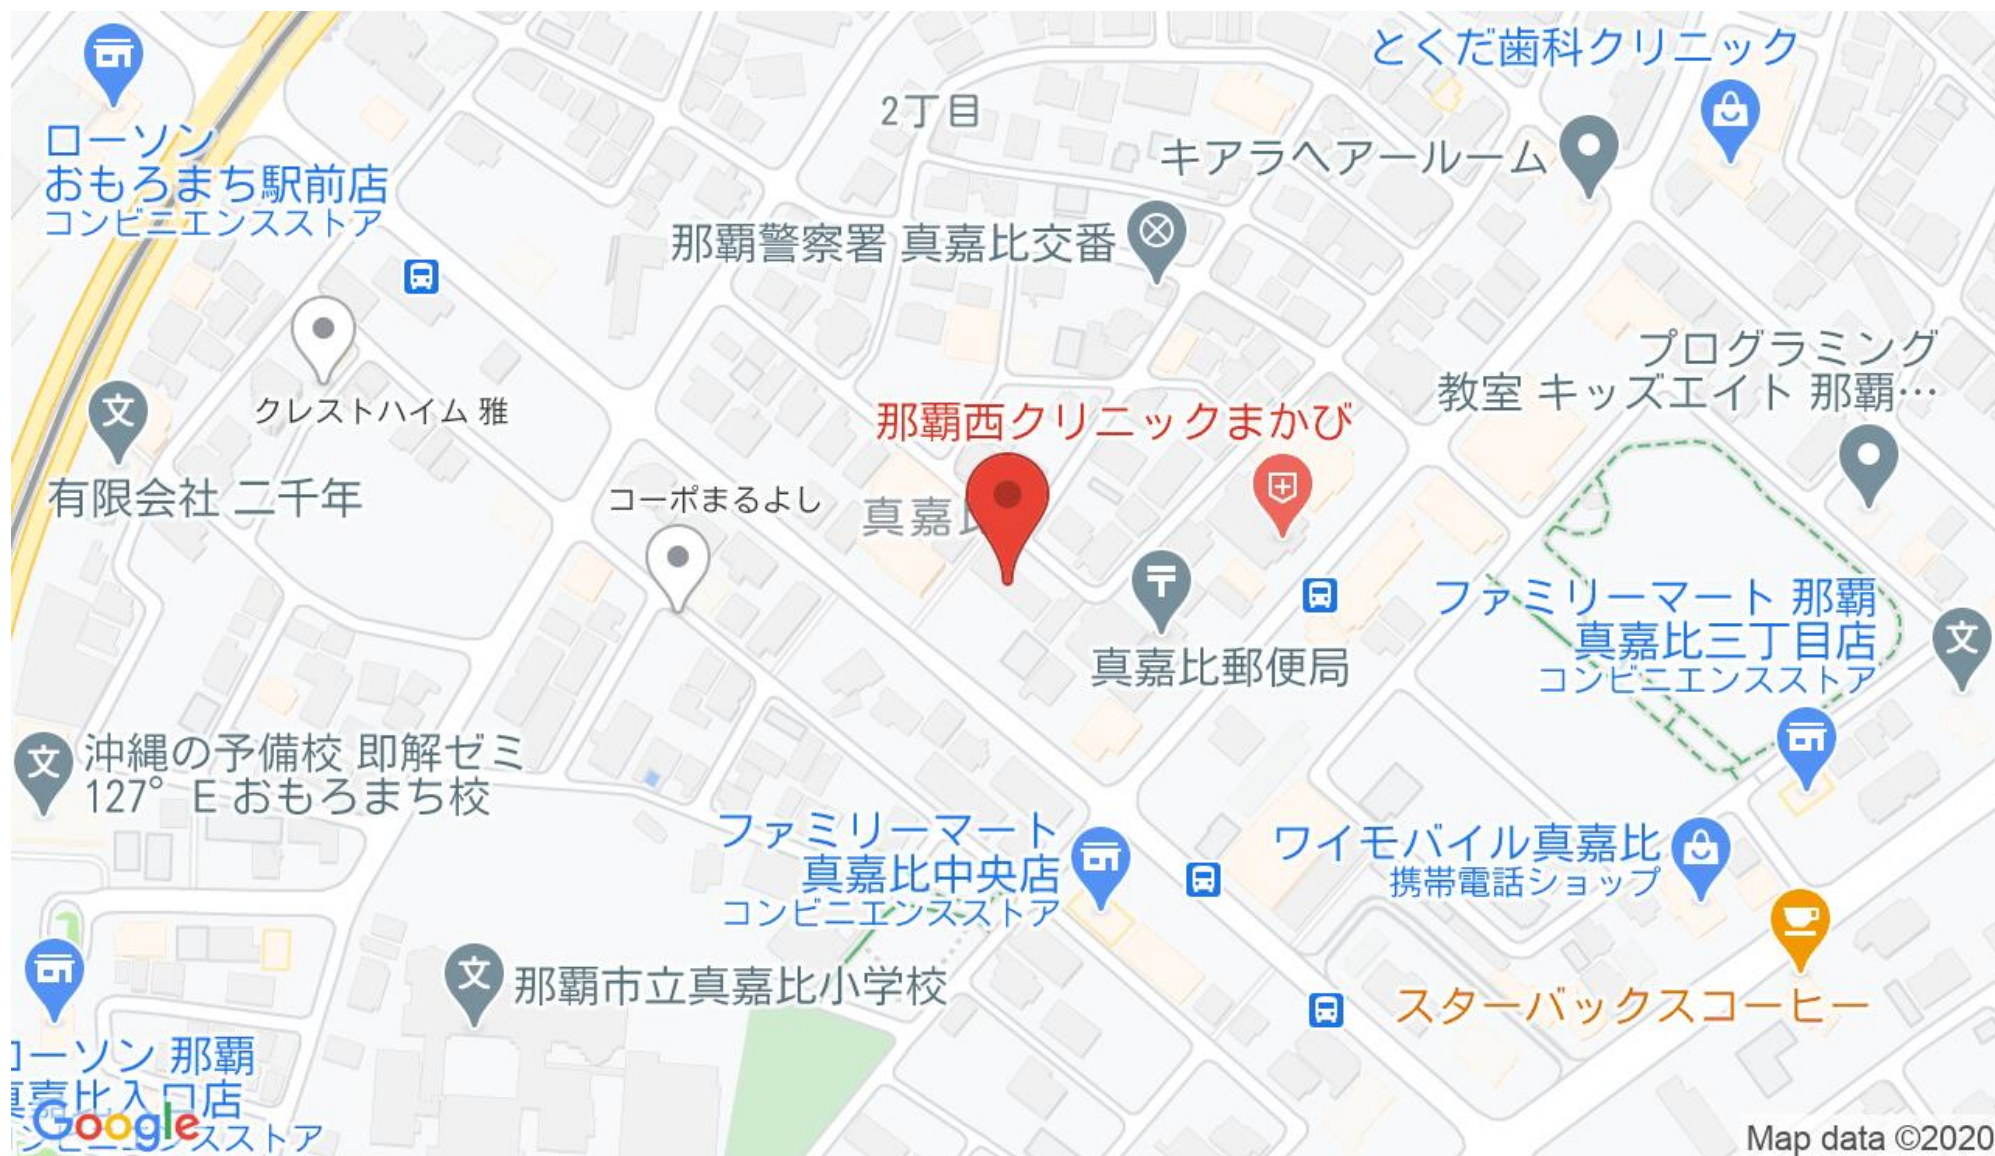 とくだ歯科クリニック
2丁目
ローソン
おもろまち駅前店
コンビニエンスストア
キアラヘアールーム
那覇警察署 真嘉比交番
プログラミング
教室 キッズエイト 那覇…
クレストハイム 雅
那覇西クリニックまかび
有限会社 二千年
コーポまるよし
真嘉
ファミリーマート 那覇
真嘉比三丁目店
コンビニエンスストア
真嘉比郵便局
沖縄の予備校 即解ゼミ
127° E おもろまち校
ファミリーマート
真嘉比中央店
コンビニエンスストア
ワイモバイル真嘉比
携帯電話ショップ
那覇市立真嘉比小学校
スターバックスコーヒー
ローソン 那覇
真嘉比入口店
Google
Map data ©2020